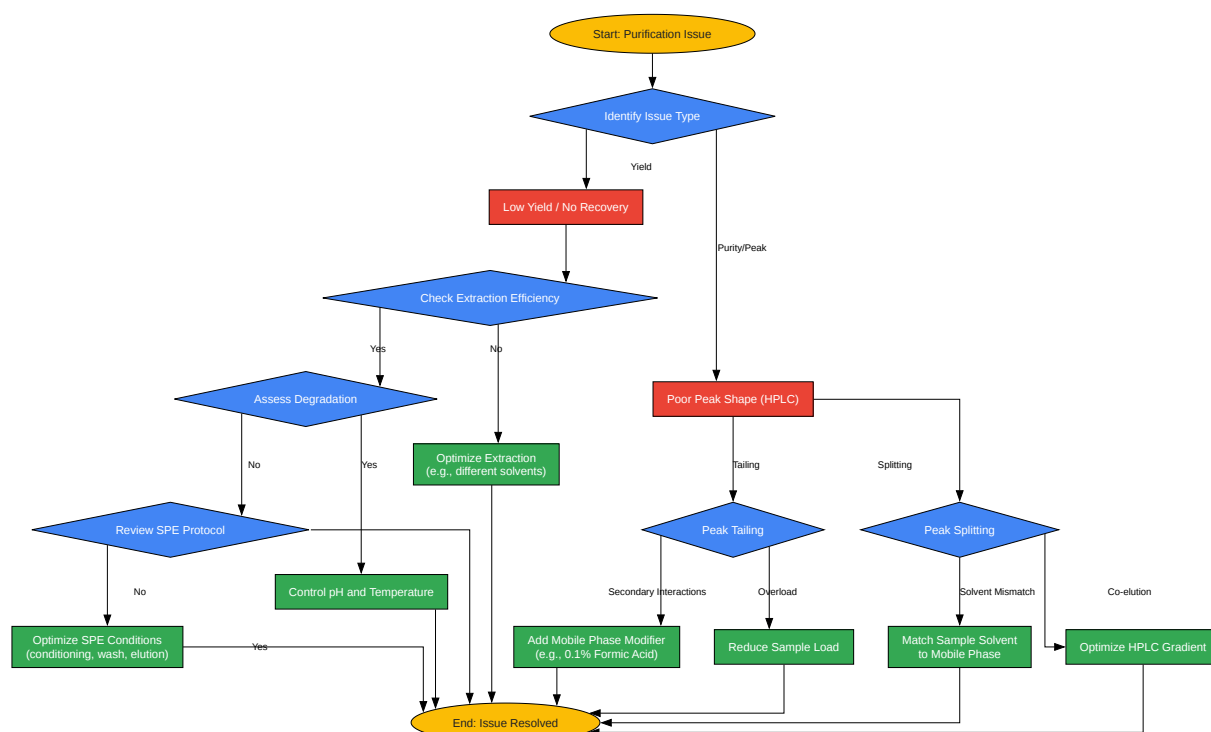 Start: Purification Issue
Identify Issue Type
Yield
Low Yield / No Recovery
Purity/Peak
Check Extraction Efficiency
Yes
No
Assess Degradation
Poor Peak Shape (HPLC)
Optimize Extraction
(e.g., different solvents)
No
Yes
Tailing
Splitting
Review SPE Protocol
Peak Tailing
Peak Splitting
Control pH and Temperature
No
Secondary Interactions
Overload
Solvent Mismatch
Co-elution
Optimize SPE Conditions
(conditioning, wash, elution)
Yes
Add Mobile Phase Modifier
(e.g., 0.1% Formic Acid)
Reduce Sample Load
Match Sample Solvent
to Mobile Phase
Optimize HPLC Gradient
End: Issue Resolved